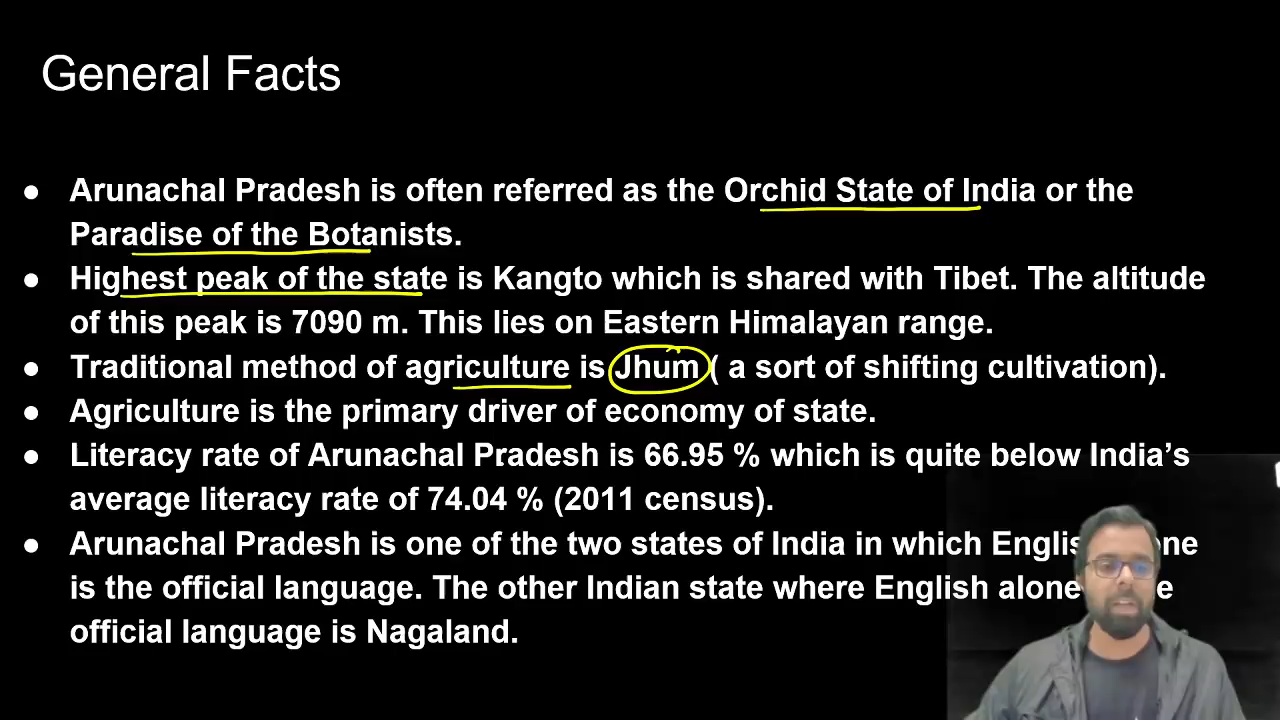 General Facts
● Arunachal Pradesh is often referred as the Orchid State of India or the
Paradise of the Botanists.
● Highest peak of the state is Kangto which is shared with Tibet. The altitude
of this peak is 7090 m. This lies on Eastern Himalayan range.
● Traditional method of agriculture is Jhum ( a sort of shifting cultivation).
● Agriculture is the primary driver of economy of state.
● Literacy rate of Arunachal Pradesh is 66.95 % which is quite below India’s
average literacy rate of 74.04 % (2011 census).
● Arunachal Pradesh is one of the two states of India in which
is the official language. The other Indian state where English alone
official language is Nagaland.